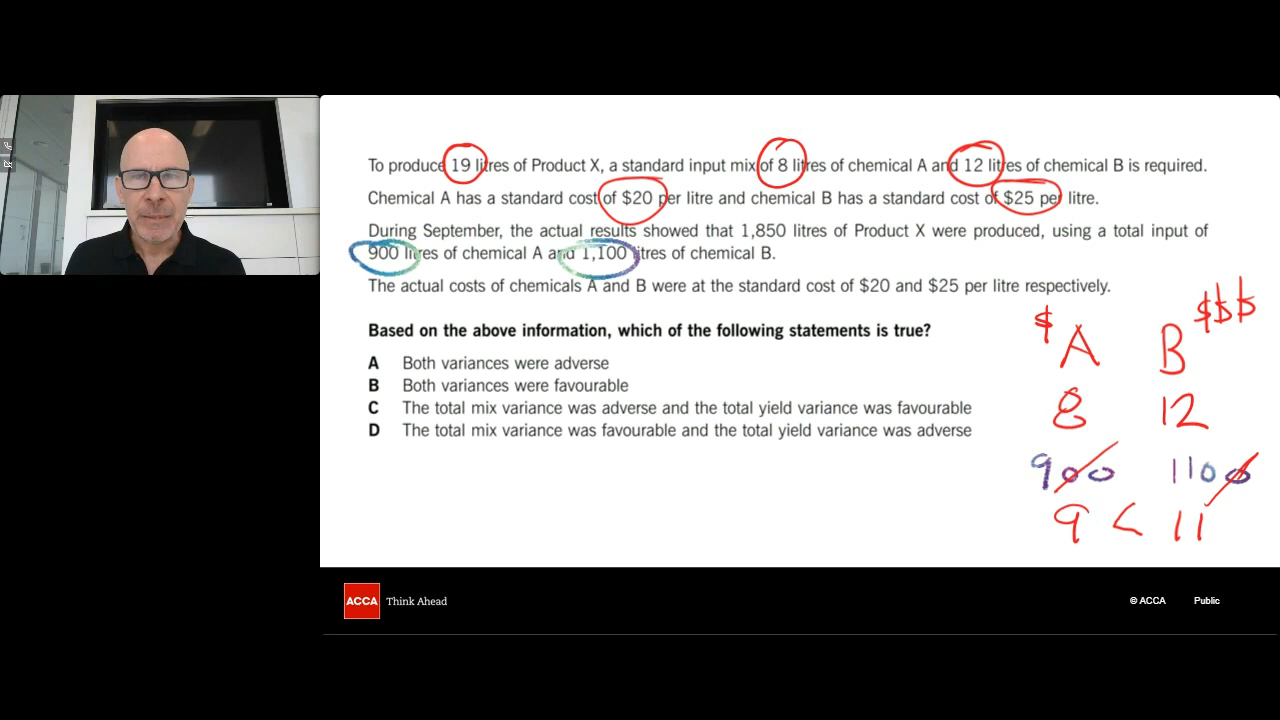 To produce 19 litres of Product X, a standard input mix of 8 litres of chemical A and 12 litres of chemical B is required.
Chemical A has a standard cost of $20 per litre and chemical B has a standard cost of $25 per litre.
During September, the actual results showed that 1,850 litres of Product X were produced, using a total input of
900 litres of chemical A and 1,100 litres of chemical B.
The actual costs of chemicals A and B were at the standard cost of $20 and $25 per litre respectively.
Based on the above information, which of the following statements is true?
A Both variances were adverse
B Both variances were favourable
C The total mix variance was adverse and the total yield variance was favourable
D The total mix variance was favourable and the total yield variance was adverse
$ A B $$$
8 12
900 1100
9 < 11
ACCA Think Ahead
© ACCA Public